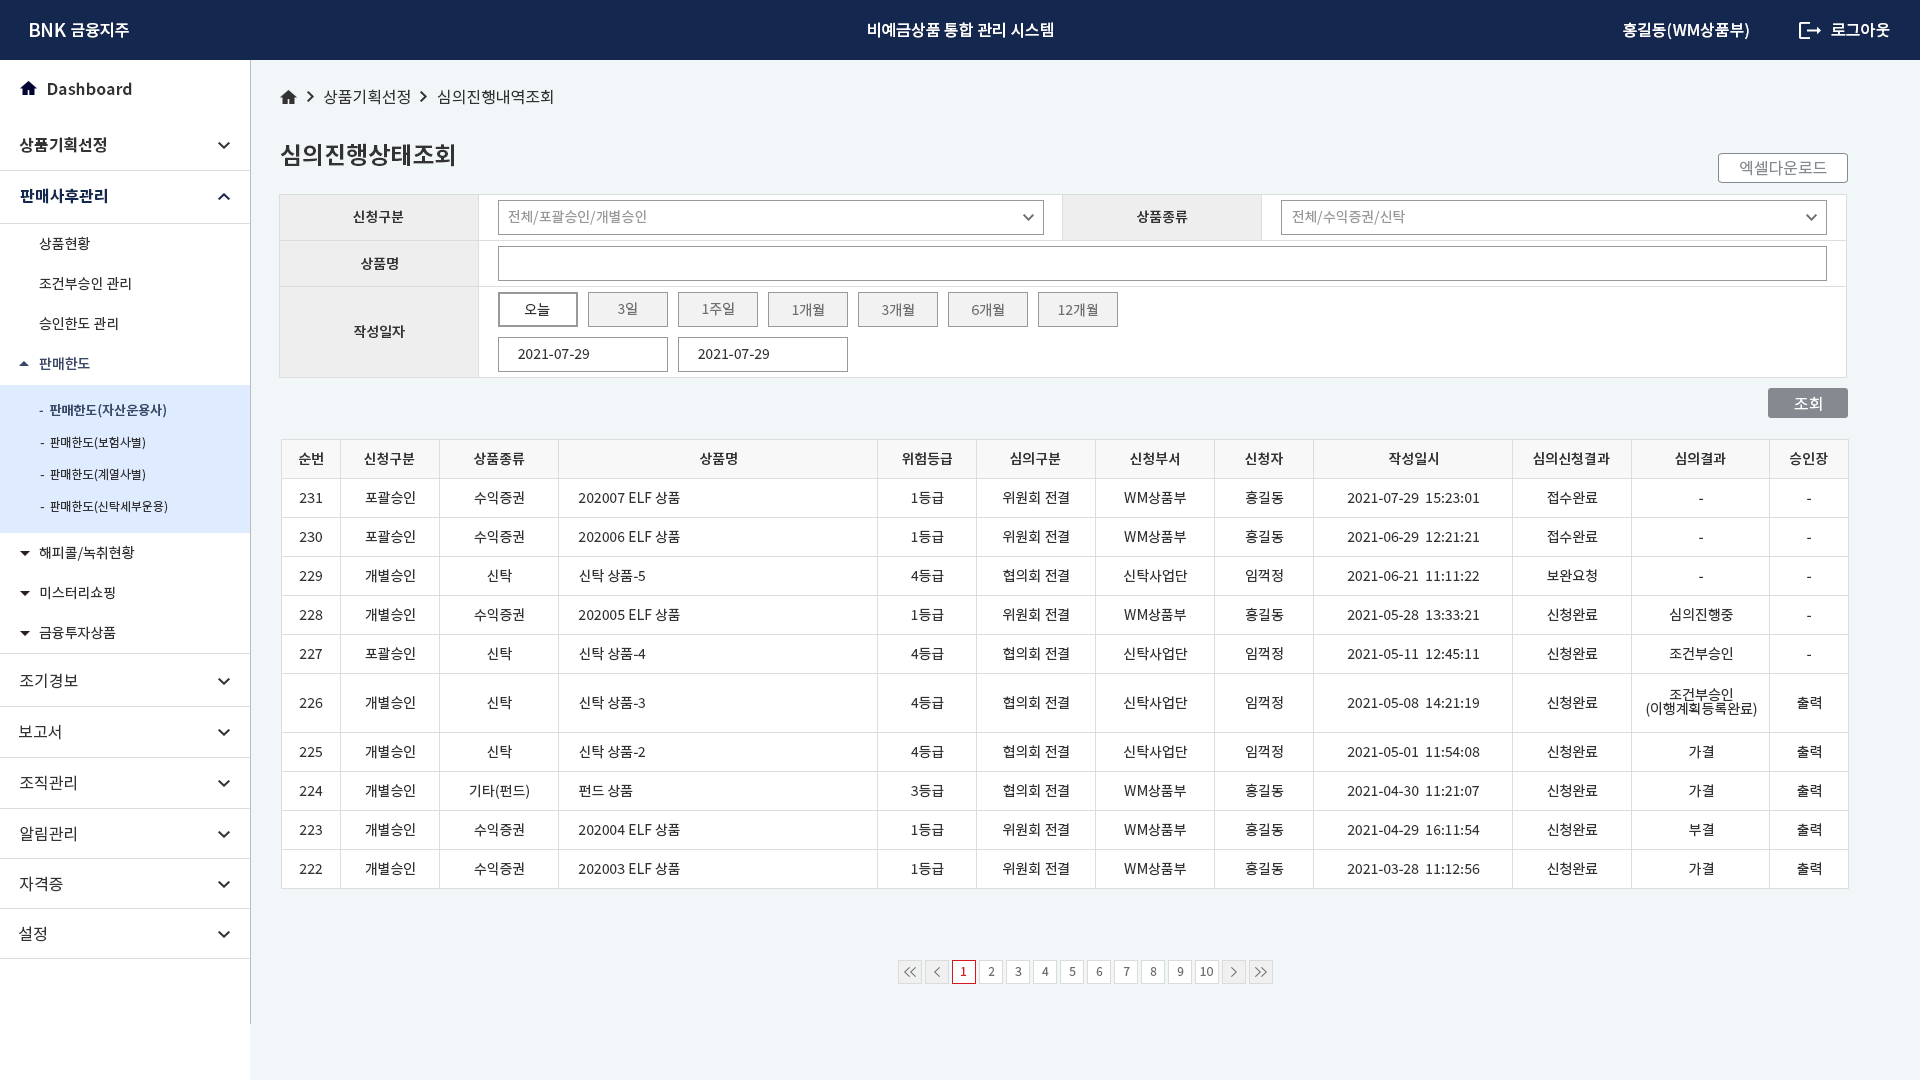 BNK 금융지주
비예금상품 통합 관리 시스템
홍길동(WM상품부)
로그아웃
Dashboard
상품기획선정
판매사후관리
상품현황
조건부승인 관리
승인한도 관리
판매한도
- 판매한도(자산운용사)
- 판매한도(보험사별)
- 판매한도(계열사별)
- 판매한도(신탁세부운용)
해피콜/녹취현황
미스터리쇼핑
금융투자상품
조기경보
보고서
조직관리
알림관리
자격증
설정
상품기획선정 > 심의진행내역조회
심의진행상태조회
엑셀다운로드
신청구분 전체/포괄승인/개별승인 상품종류 전체/수익증권/신탁
상품명
작성일자
오늘 3일 1주일 1개월 3개월 6개월 12개월
2021-07-29 2021-07-29
조회
순번 신청구분 상품종류 상품명 위험등급 심의구분 신청부서 신청자 작성일시 심의신청결과 심의결과 승인장
231 포괄승인 수익증권 202007 ELF 상품 1등급 위원회 전결 WM상품부 홍길동 2021-07-29 15:23:01 접수완료 - -
230 포괄승인 수익증권 202006 ELF 상품 1등급 위원회 전결 WM상품부 홍길동 2021-06-29 12:21:21 접수완료 - -
229 개별승인 신탁 신탁 상품-5 4등급 협의회 전결 신탁사업단 임꺽정 2021-06-21 11:11:22 보완요청 - -
228 개별승인 수익증권 202005 ELF 상품 1등급 위원회 전결 WM상품부 홍길동 2021-05-28 13:33:21 신청완료 심의진행중 -
227 포괄승인 신탁 신탁 상품-4 4등급 협의회 전결 신탁사업단 임꺽정 2021-05-11 12:45:11 신청완료 조건부승인 -
226 개별승인 신탁 신탁 상품-3 4등급 협의회 전결 신탁사업단 임꺽정 2021-05-08 14:21:19 신청완료 조건부승인 (이행계획등록완료) 출력
225 개별승인 신탁 신탁 상품-2 4등급 협의회 전결 신탁사업단 임꺽정 2021-05-01 11:54:08 신청완료 가결 출력
224 개별승인 기타(펀드) 펀드 상품 3등급 협의회 전결 WM상품부 홍길동 2021-04-30 11:21:07 신청완료 가결 출력
223 개별승인 수익증권 202004 ELF 상품 1등급 위원회 전결 WM상품부 홍길동 2021-04-29 16:11:54 신청완료 부결 출력
222 개별승인 수익증권 202003 ELF 상품 1등급 위원회 전결 WM상품부 홍길동 2021-03-28 11:12:56 신청완료 가결 출력
1 2 3 4 5 6 7 8 9 10